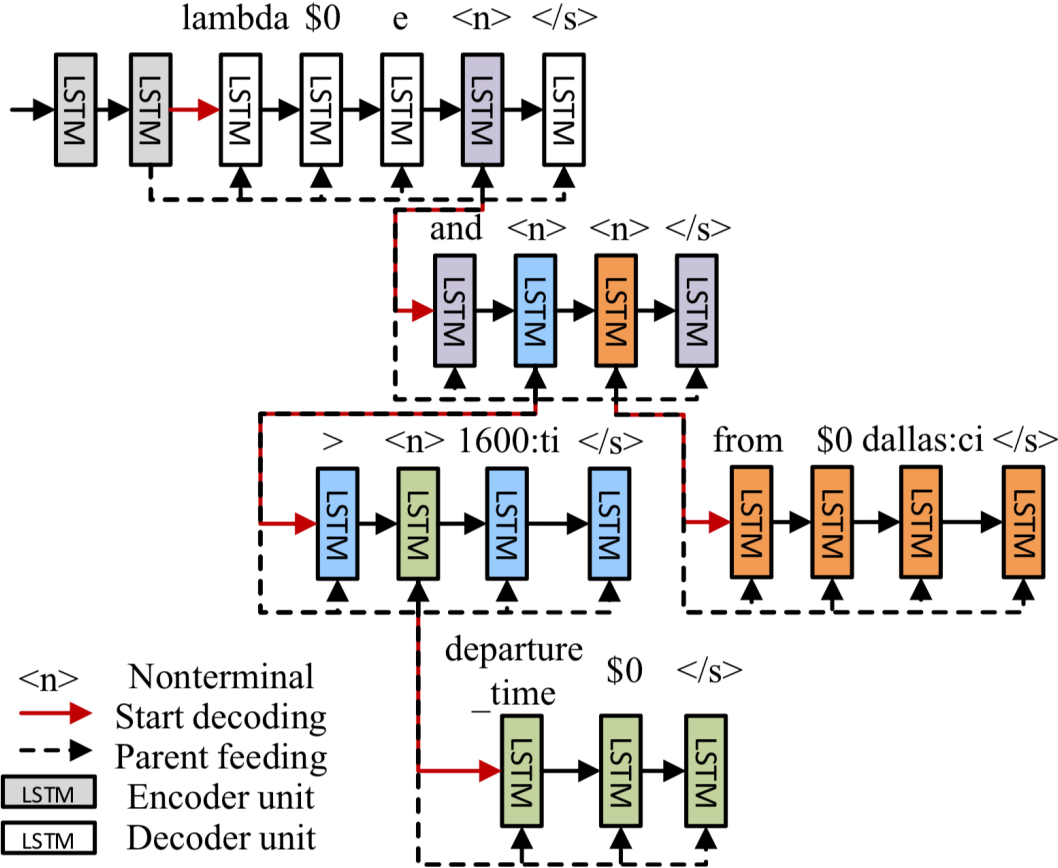 lambda $0 e <n> </s>
LSTM LSTM LSTM LSTM LSTM LSTM LSTM
and <n> <n> </s>
LSTM LSTM LSTM LSTM
> <n> 1600:ti </s> from $0 dallas:ci </s>
LSTM LSTM LSTM LSTM LSTM LSTM LSTM LSTM
departure
_time $0 </s>
LSTM LSTM LSTM
<n> Nonterminal
Start decoding
Parent feeding
LSTM Encoder unit
LSTM Decoder unit